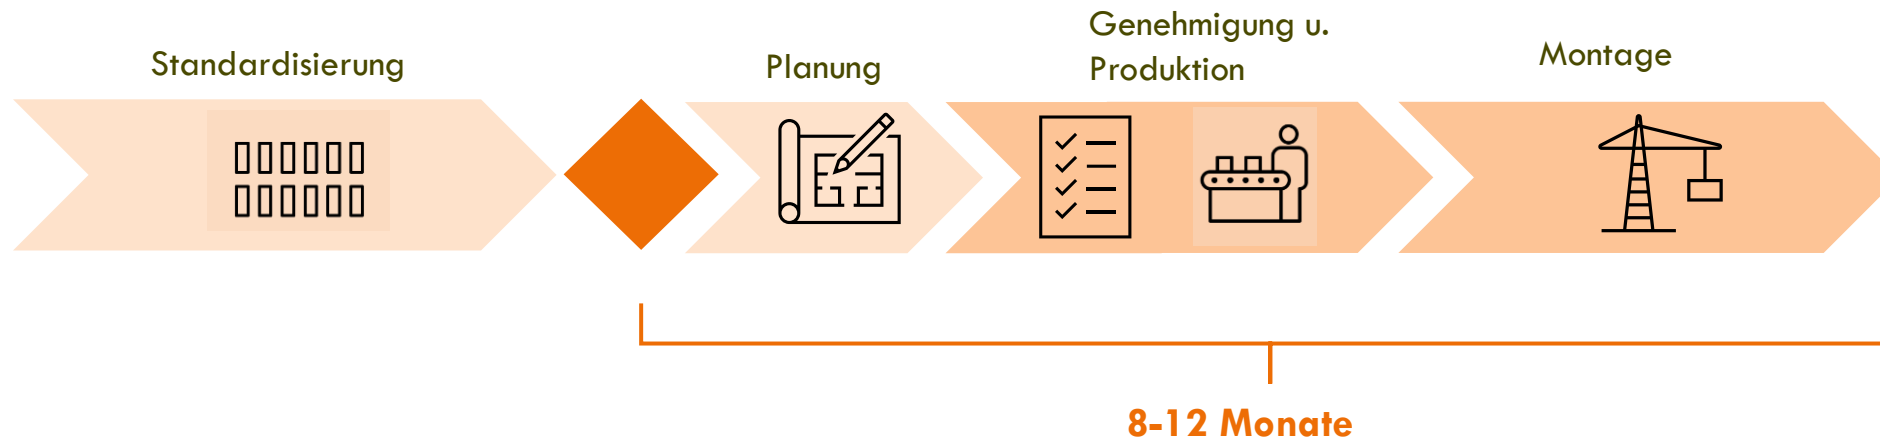 Standardisierung
Planung
Genehmigung u.
Produktion
Montage
8-12 Monate